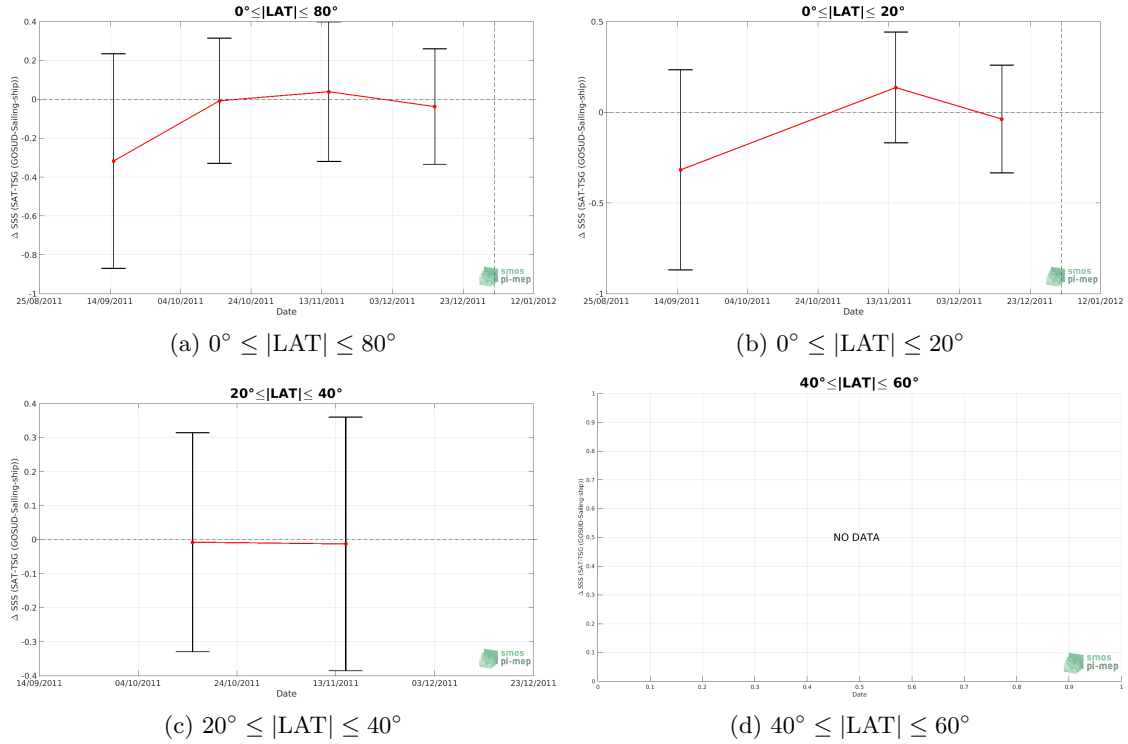 0°≤|LAT|≤ 80°
Δ SSS (SAT-TSG (GOSUD-Sailing-ship))
0.4
0.2
0
-0.2
-0.4
-0.6
-0.8
-1
25/08/2011 14/09/2011 04/10/2011 24/10/2011 13/11/2011 03/12/2011 23/12/2011 12/01/2012
Date
smos
pi-mep
(a) 0° ≤ |LAT| ≤ 80°
0°≤|LAT|≤ 20°
Δ SSS (SAT-TSG (GOSUD-Sailing-ship))
0.5
0
-0.5
-1
25/08/2011 14/09/2011 04/10/2011 24/10/2011 13/11/2011 03/12/2011 23/12/2011 12/01/2012
Date
smos
pi-mep
(b) 0° ≤ |LAT| ≤ 20°
20°≤|LAT|≤ 40°
Δ SSS (SAT-TSG (GOSUD-Sailing-ship))
0.4
0.3
0.2
0.1
0
-0.1
-0.2
-0.3
-0.4
14/09/2011 04/10/2011 24/10/2011 13/11/2011 03/12/2011 23/12/2011
Date
smos
pi-mep
(c) 20° ≤ |LAT| ≤ 40°
40°≤|LAT|≤ 60°
Δ SSS (SAT-TSG (GOSUD-Sailing-ship))
1
0.9
0.8
0.7
0.6
0.5
0.4
0.3
0.2
0.1
0
NO DATA
0 0.1 0.2 0.3 0.4 0.5 0.6 0.7 0.8 0.9 1
Date
smos
pi-mep
(d) 40° ≤ |LAT| ≤ 60°